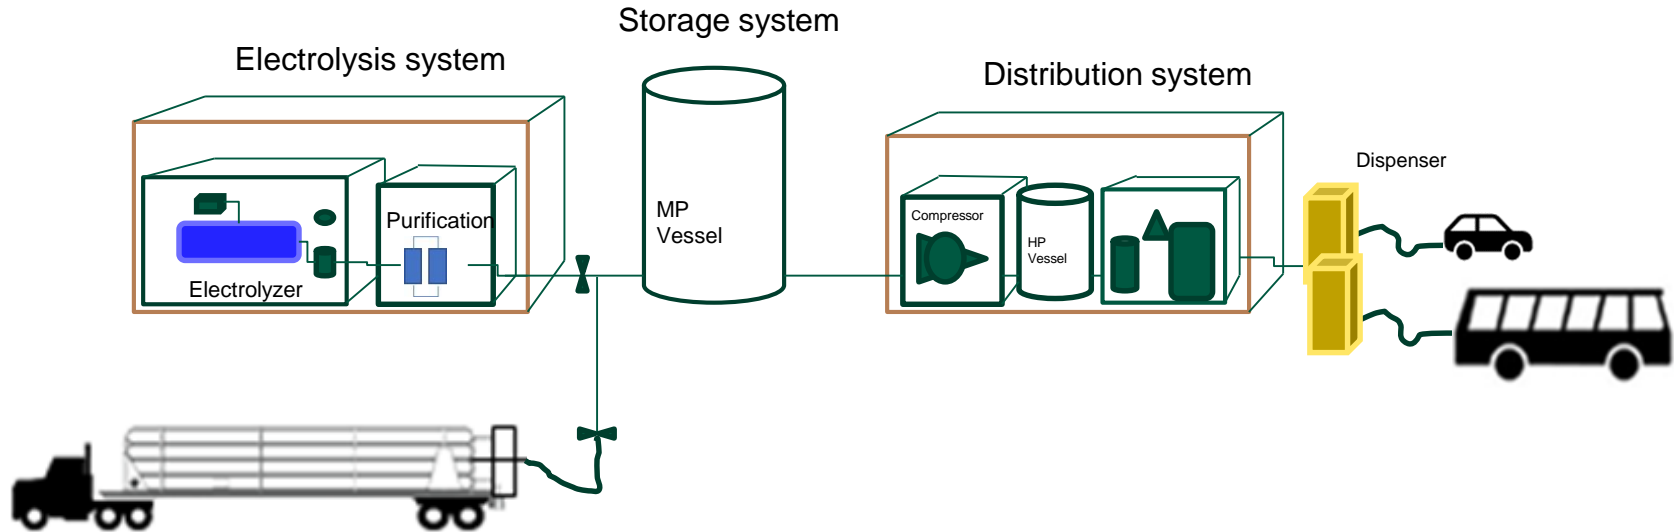 Storage system
Electrolysis system
Distribution system
Dispenser
Purification
MP
Vessel
Compressor
HP
Vessel
Electrolyzer